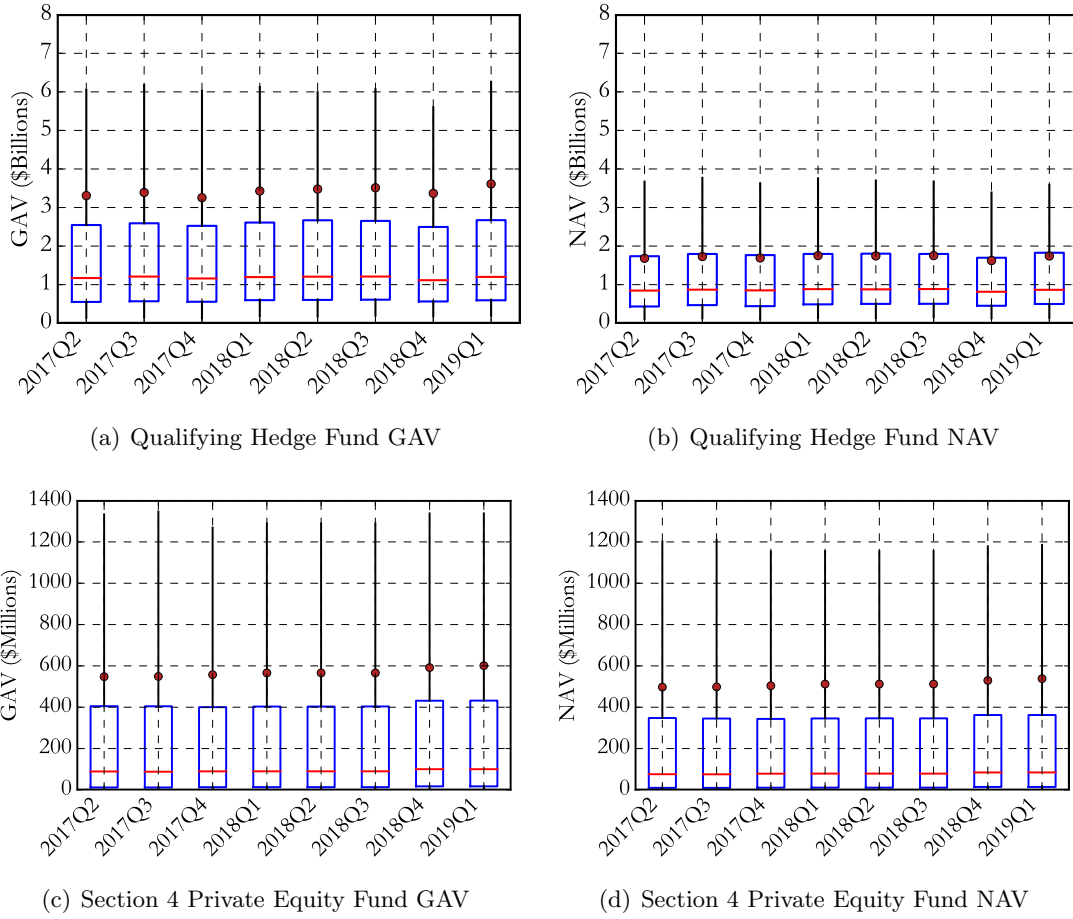 8
7
6
5
4
3
2
1
0
GAV ($Billions)
2017Q2
2017Q3
2017Q4
2018Q1
2018Q2
2018Q3
2018Q4
2019Q1
(a) Qualifying Hedge Fund GAV
8
7
6
5
4
3
2
1
0
NAV ($Billions)
2017Q2
2017Q3
2017Q4
2018Q1
2018Q2
2018Q3
2018Q4
2019Q1
(b) Qualifying Hedge Fund NAV
1400
1200
1000
800
600
400
200
0
GAV ($Millions)
2017Q2
2017Q3
2017Q4
2018Q1
2018Q2
2018Q3
2018Q4
2019Q1
(c) Section 4 Private Equity Fund GAV
1400
1200
1000
800
600
400
200
0
NAV ($Millions)
2017Q2
2017Q3
2017Q4
2018Q1
2018Q2
2018Q3
2018Q4
2019Q1
(d) Section 4 Private Equity Fund NAV